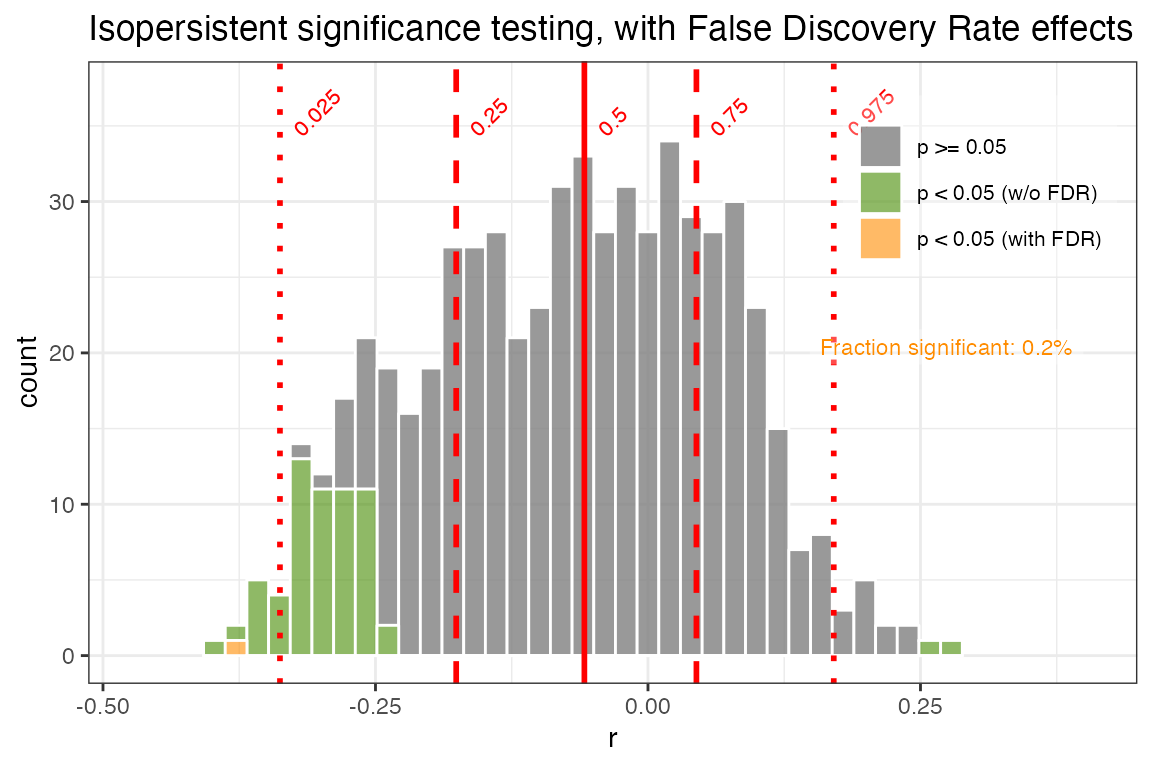 Isopersistent significance testing, with False Discovery Rate effects
0.025
0.25
0.5
0.75
0.975
p >= 0.05
p < 0.05 (w/o FDR)
p < 0.05 (with FDR)
Fraction significant: 0.2%
count
30
20
10
0
-0.50
-0.25
0.00
0.25
r